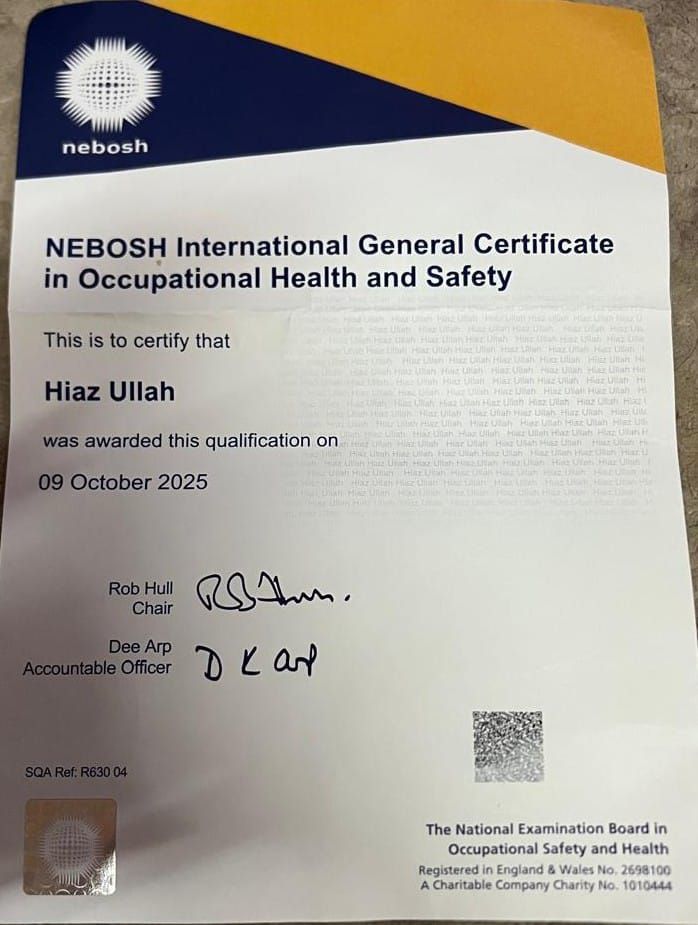 nebosh
NEBOSH International General Certificate
in Occupational Health and Safety
This is to certify that
Hiaz Ullah
was awarded this qualification on
09 October 2025
Rob Hull
Chair
Dee Arp
Accountable Officer
D K Arp
SQA Ref: R630 04
The National Examination Board in
Occupational Safety and Health
Registered in England & Wales No. 2698100
A Charitable Company Charity No. 1010444